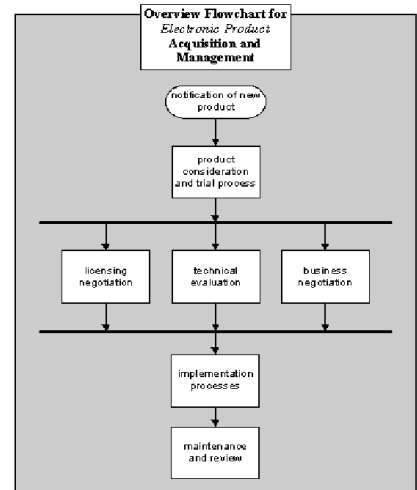 Overview Flowchart for
Electronic Product
Acquisition and
Management
notification of new
product
product
consideration
and trial process
licensing
negotiation
technical
evaluation
business
negotiation
implementation
processes
maintenance
and review